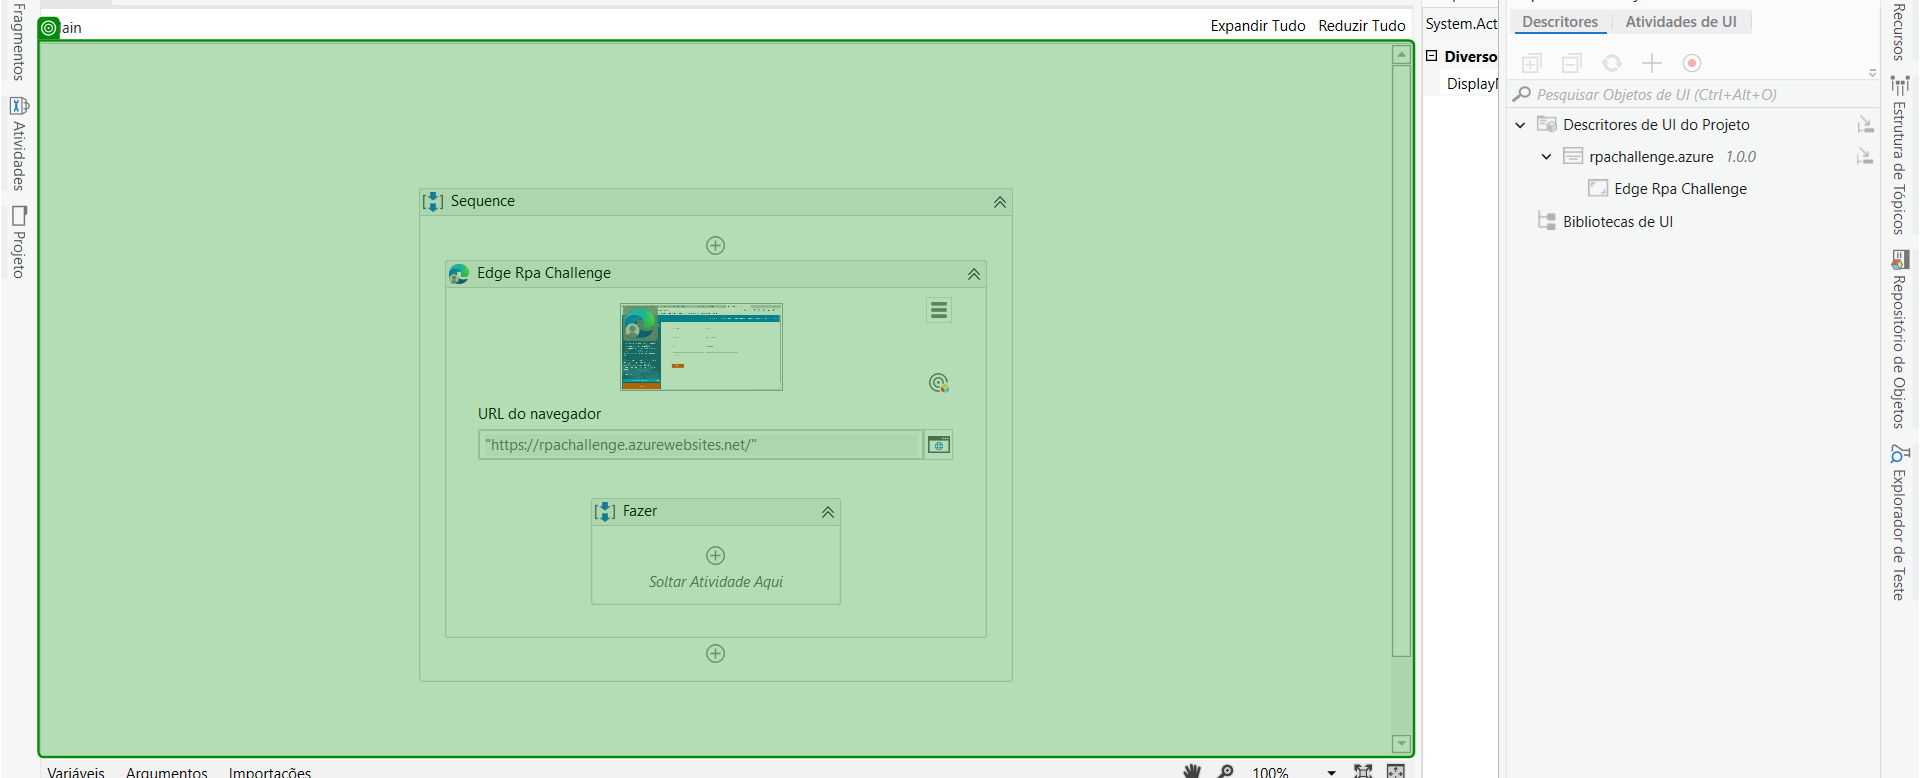 Fragmentos
Atividades
Projeto
ain
Expandir Tudo
Reduzir Tudo
Sequence
Edge Rpa Challenge
URL do navegador
"https://rpachallenge.azurewebsites.net/"
Fazer
Soltar Atividade Aqui
Variáveis
Argumentos
Importações
100%
System.Act
Diverso
Display
Descritores
Atividades de UI
Pesquisar Objetos de UI (Ctrl+Alt+O)
Descritores de UI do Projeto
rpachallenge.azure 1.0.0
Edge Rpa Challenge
Bibliotecas de UI
Recursos
Estrutura de Tópicos
Repositório de Objetos
Explorador de Teste